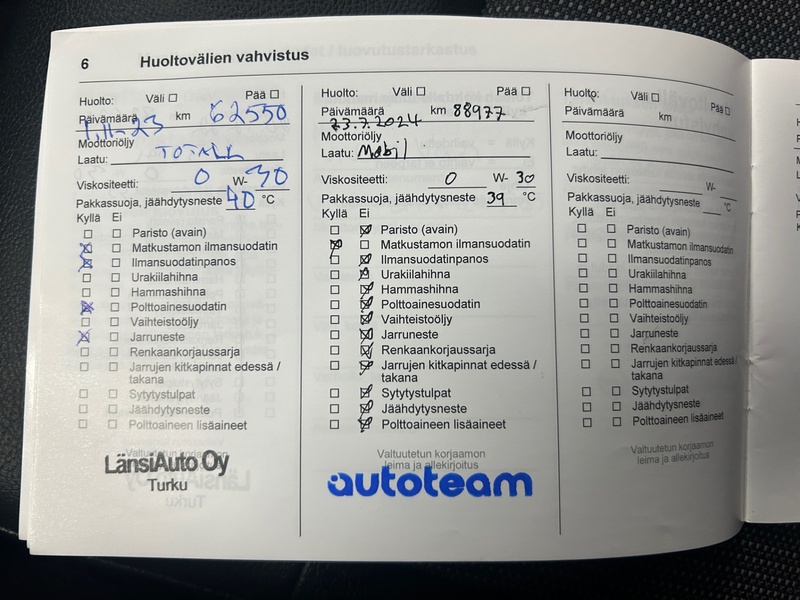 6 Huoltovälien vahvistus
Huolto: Väli ☐ Pää ☐
Päivämäärä km 62550
1.11-23
Moottoriöljy
Laatu: TOTALL
Viskositeetti: 0 W- 30
Pakkassuoja, jäähdytysneste 40 °C
Kyllä Ei
☐ ☐ Paristo (avain)
☒ ☐ Matkustamon ilmansuodatin
☒ ☐ Ilmansuodatinpanos
☐ ☐ Urakiilahihna
☐ ☐ Hammashihna
☒ ☐ Polttoainesuodatin
☐ ☐ Vaihteistoöljy
☒ ☐ Jarruneste
☐ ☐ Renkaankorjaussarja
☐ ☐ Jarrujen kitkapinnat edessä /
takana
☐ ☐ Sytytystulpat
☐ ☐ Jäähdytysneste
☐ ☐ Polttoaineen lisäaineet
LänsiAuto Oy
Turku
Huolto: Väli ☐ Pää ☐
Päivämäärä km 88977
23.7.2024
Moottoriöljy
Laatu: Mobil
Viskositeetti: 0 W- 30
Pakkassuoja, jäähdytysneste 39 °C
Kyllä Ei
☐ ☒ Paristo (avain)
☒ ☐ Matkustamon ilmansuodatin
☐ ☒ Ilmansuodatinpanos
☐ ☒ Urakiilahihna
☐ ☒ Hammashihna
☐ ☒ Polttoainesuodatin
☐ ☒ Vaihteistoöljy
☐ ☒ Jarruneste
☐ ☒ Renkaankorjaussarja
☐ ☒ Jarrujen kitkapinnat edessä /
takana
☐ ☒ Sytytystulpat
☐ ☒ Jäähdytysneste
☐ ☒ Polttoaineen lisäaineet
Valtuutetun korjaamon
leima ja allekirjoitus
autoteam
Huolto: Väli ☐ Pää ☐
Päivämäärä km
Moottoriöljy
Laatu:
Viskositeetti: W-
Pakkassuoja, jäähdytysneste °C
Kyllä Ei
☐ ☐ Paristo (avain)
☐ ☐ Matkustamon ilmansuodatin
☐ ☐ Ilmansuodatinpanos
☐ ☐ Urakiilahihna
☐ ☐ Hammashihna
☐ ☐ Polttoainesuodatin
☐ ☐ Vaihteistoöljy
☐ ☐ Jarruneste
☐ ☐ Renkaankorjaussarja
☐ ☐ Jarrujen kitkapinnat edessä /
takana
☐ ☐ Sytytystulpat
☐ ☐ Jäähdytysneste
☐ ☐ Polttoaineen lisäaineet
Valtuutetun korjaamon
leima ja allekirjoitus